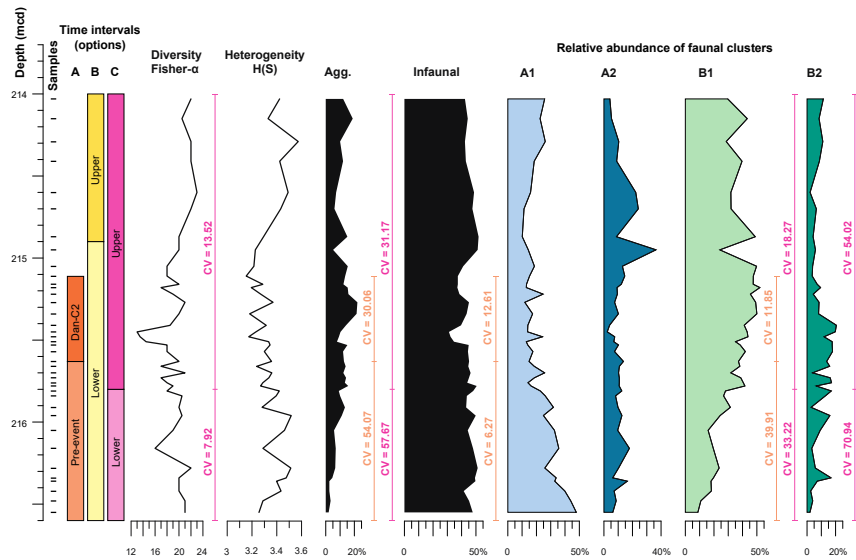 Time intervals
(options)
Depth (mcd)
Samples
A B C
Diversity
Fisher-α
Heterogeneity
H(S)
Agg.
Infaunal
Relative abundance of faunal clusters
A1
A2
B1
B2
214
215
216
Dan-C2
Pre-event
Upper
Lower
Upper
Lower
CV = 13.52
CV = 7.92
CV = 30.06
CV = 54.07
CV = 31.17
CV = 57.67
CV = 12.61
CV = 6.27
CV = 11.85
CV = 39.91
CV = 18.27
CV = 33.22
CV = 54.02
CV = 70.94
12 16 20 24
3 3.2 3.4 3.6
0 20%
0 50%
0 50%
0 40%
0 50%
0 20%